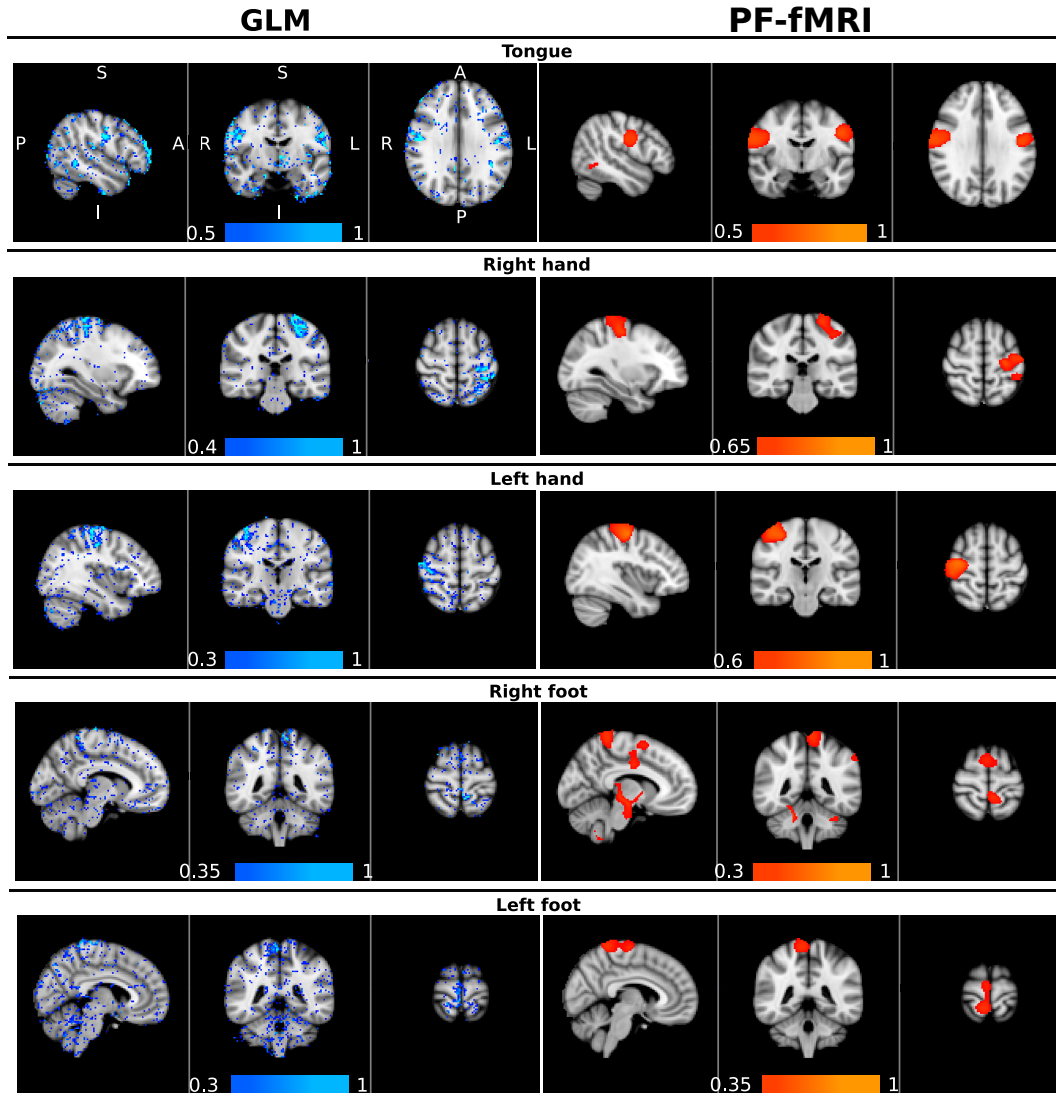 GLM PF-fMRI
Tongue
S S A
P A R L R L
I I P
0.5 1 0.5 1
Right hand
0.4 1 0.65 1
Left hand
0.3 1 0.6 1
Right foot
0.35 1 0.3 1
Left foot
0.3 1 0.35 1